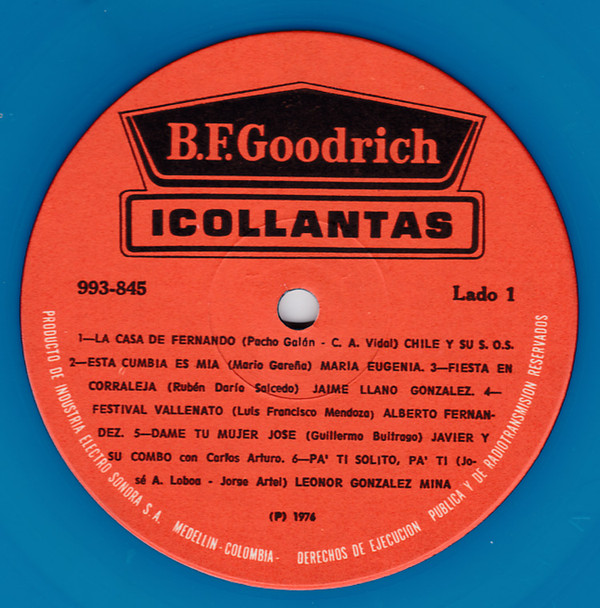 B.F.Goodrich
ICOLLANTAS
993-845
Lado 1
1—LA CASA DE FERNANDO (Pacho Galán - C. A. Vidal) CHILE Y SU S. O.S.
2—ESTA CUMBIA ES MIA (Mario Gareña) MARIA EUGENIA. 3—FIESTA EN
CORRALEJA (Rubén Darío Salcedo) JAIME LLANO GONZALEZ. 4—
FESTIVAL VALLENATO (Luis Francisco Mendoza) ALBERTO FERNAN-
DEZ. 5—DAME TU MUJER JOSE (Guillermo Buitrago) JAVIER Y
SU COMBO con Carlos Arturo. 6—PA' TI SOLITO, PA' TI (Jo-
sé A. Loboa - Jorge Artel) LEONOR GONZALEZ MINA
(P) 1976
PRODUCTO DE INDUSTRIA ELECTRO SONORA S A. MEDELLIN-COLOMBIA- DERECHOS DE EJECUCION PUBLICA Y DE RADIOTRANSMISION RESERVADOS